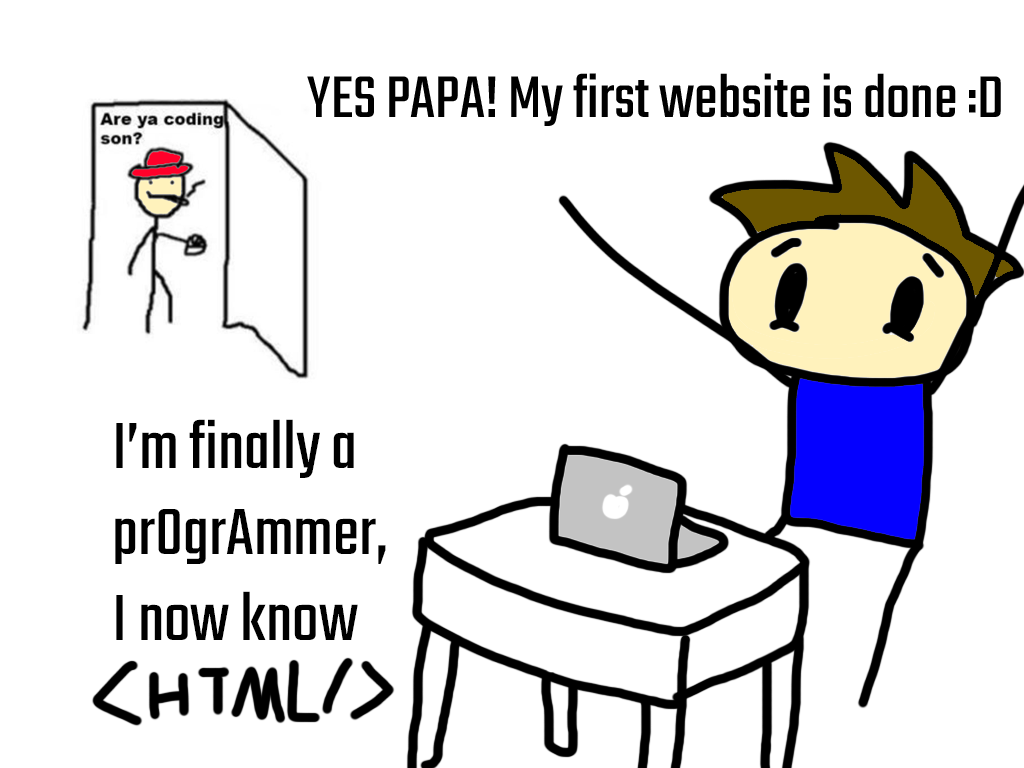 YES PAPA! My first website is done :D
Are ya coding
son?
I'm finally a
pr0grAmmer,
I now know
<HTML/>